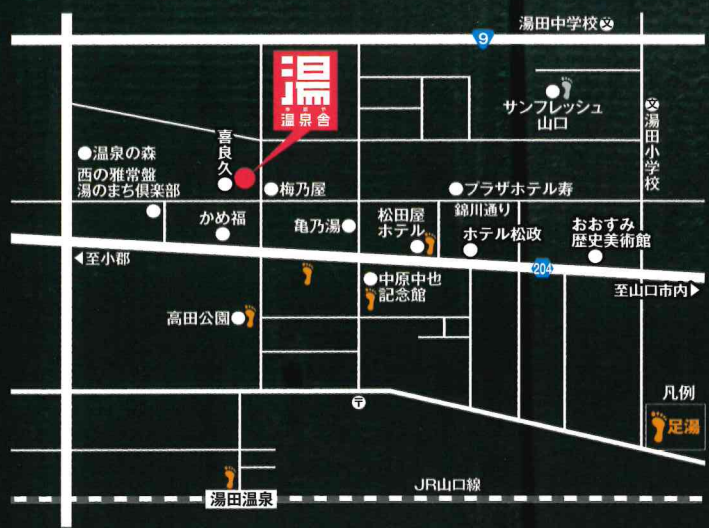 湯田中学校 文
9
湯
ゆ ま ち や
温泉舎
サンフレッシュ
山口
文
湯田小学校
喜良久
温泉の森
西の雅常盤
湯のまち倶楽部
梅乃屋
プラザホテル寿
錦川通り
かめ福
亀乃湯
松田屋
ホテル
ホテル松政
おおすみ
歴史美術館
至小郡
204
至山口市内
中原中也
記念館
高田公園
〒
凡例
足湯
湯田温泉
JR山口線